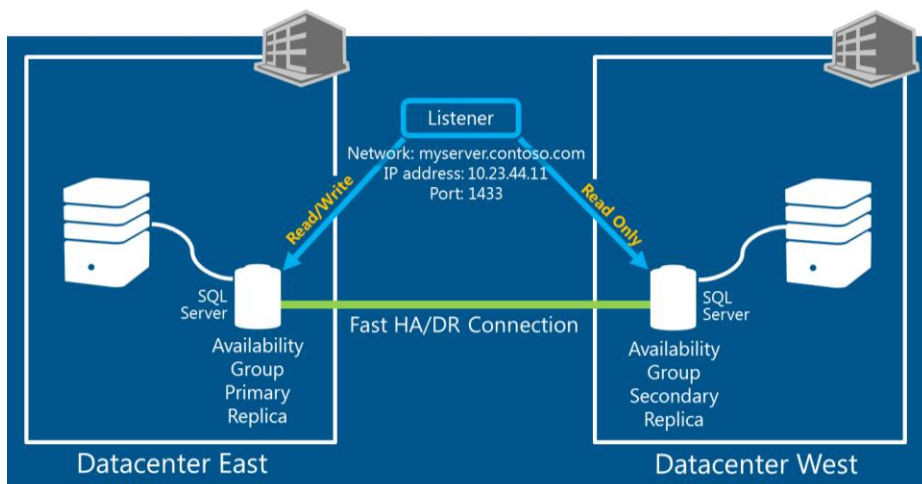 Listener
Network: myserver.contoso.com
IP address: 10.23.44.11
Port: 1433
Read/Write
Read Only
SQL
Server
SQL
Server
Fast HA/DR Connection
Availability
Group
Primary
Replica
Availability
Group
Secondary
Replica
Datacenter East
Datacenter West